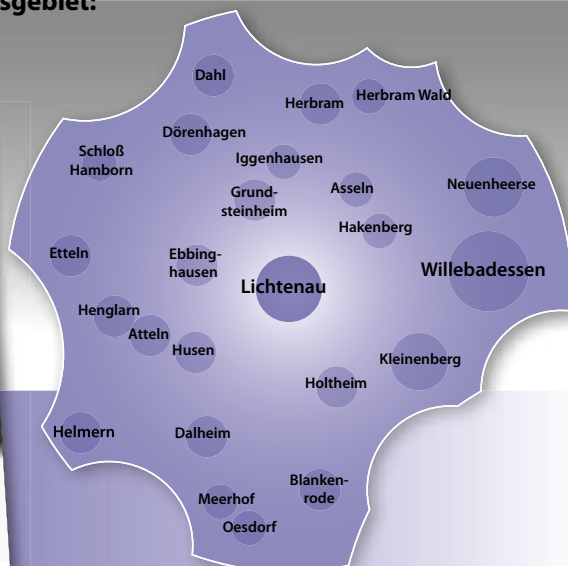 sgebiet:
Dahl
Herbram Wald
Herbram
Dörenhagen
Schloß
Hamborn
Iggenhausen
Grund-
steinheim
Asseln
Neuenheerse
Hakenberg
Etteln
Ebbing-
hausen
Willebadessen
Lichtenau
Henglarn
Atteln
Husen
Kleinenberg
Holtheim
Helmern
Dalheim
Blanken-
rode
Meerhof
Oesdorf